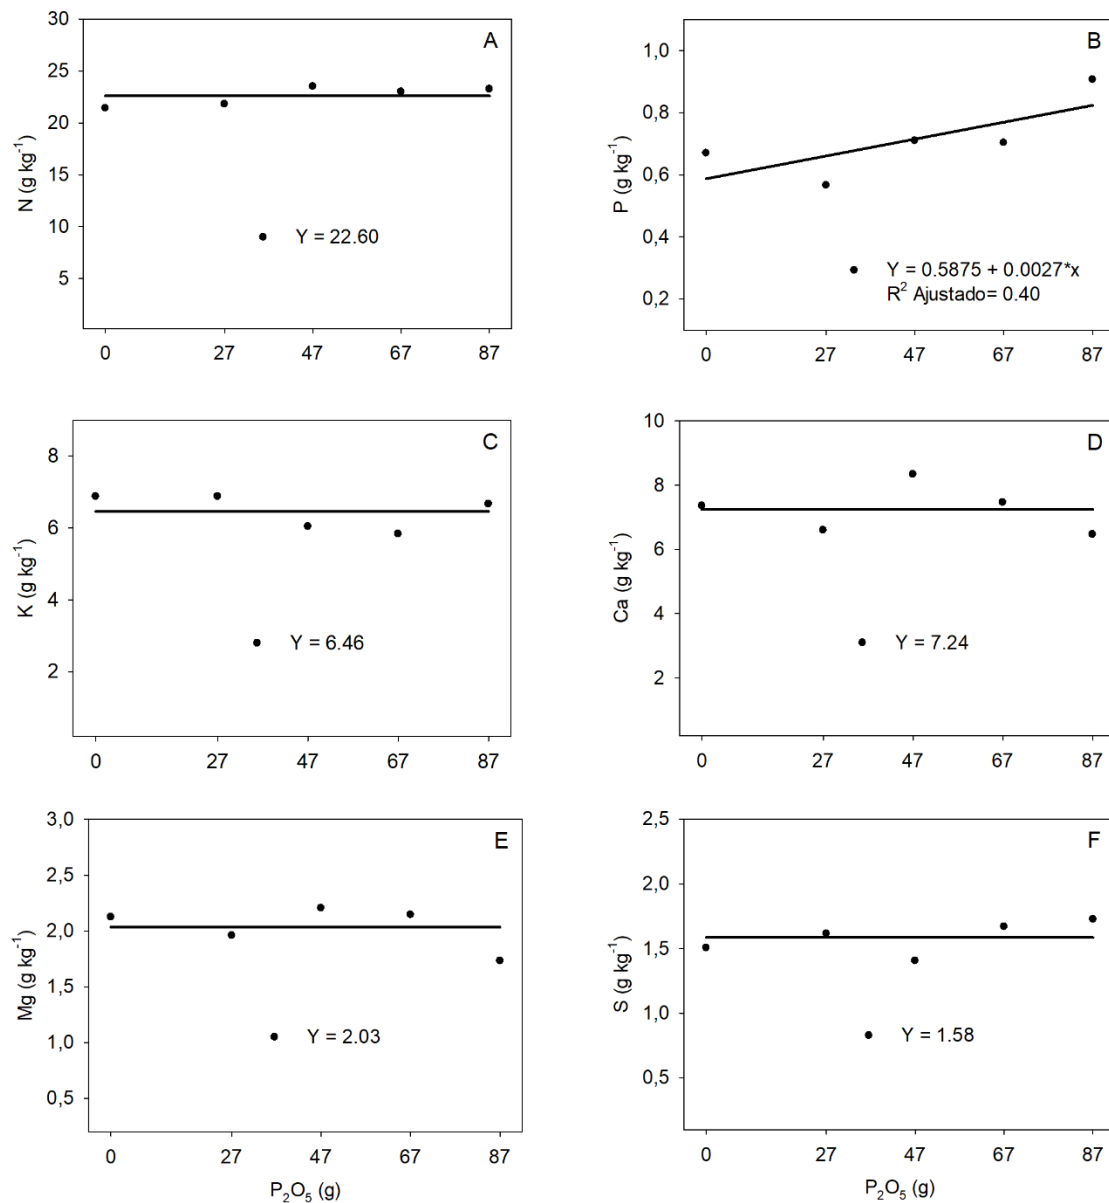 A
N (g kg⁻¹)
30
25
20
15
10
5
0 27 47 67 87
Y = 22.60
B
P (g kg⁻¹)
1,0
0,8
0,6
0,4
0,2
0 27 47 67 87
Y = 0.5875 + 0.0027*x
R² Ajustado= 0.40
C
K (g kg⁻¹)
8
6
4
2
0 27 47 67 87
Y = 6.46
D
Ca (g kg⁻¹)
10
8
6
4
2
0 27 47 67 87
Y = 7.24
E
Mg (g kg⁻¹)
3,0
2,5
2,0
1,5
1,0
0,5
0 27 47 67 87
Y = 2.03
P₂O₅ (g)
F
S (g kg⁻¹)
2,5
2,0
1,5
1,0
0,5
0 27 47 67 87
Y = 1.58
P₂O₅ (g)